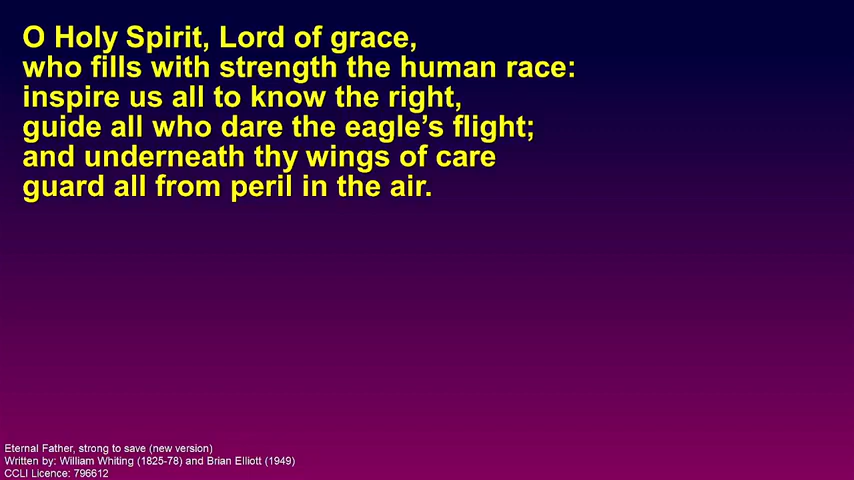 O Holy Spirit, Lord of grace,
who fills with strength the human race:
inspire us all to know the right,
guide all who dare the eagle’s flight;
and underneath thy wings of care
guard all from peril in the air.
Eternal Father, strong to save (new version)
Written by: William Whiting (1825-78) and Brian Elliott (1949)
CCLI Licence: 796612